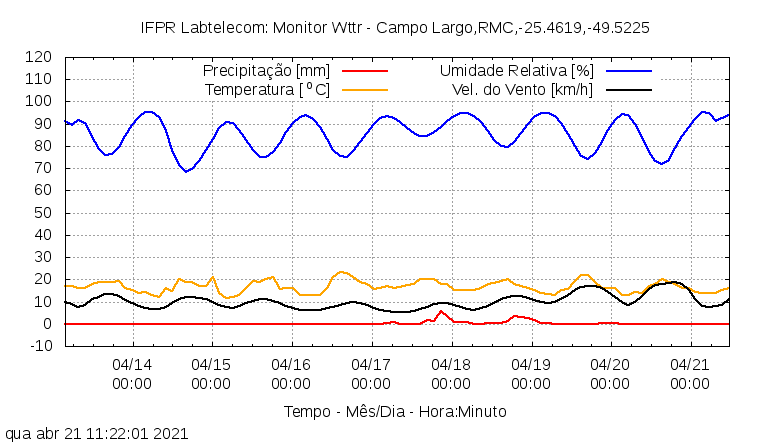 IFPR Labtelecom: Monitor Wttr - Campo Largo,RMC,-25.4619,-49.5225
120
110
100
90
80
70
60
50
40
30
20
10
0
-10
Precipitação [mm]
Umidade Relativa [%]
Temperatura [ºC]
Vel. do Vento [km/h]
04/14 04/15 04/16 04/17 04/18 04/19 04/20 04/21
00:00 00:00 00:00 00:00 00:00 00:00 00:00 00:00
Tempo - Mês/Dia - Hora:Minuto
qua abr 21 11:22:01 2021